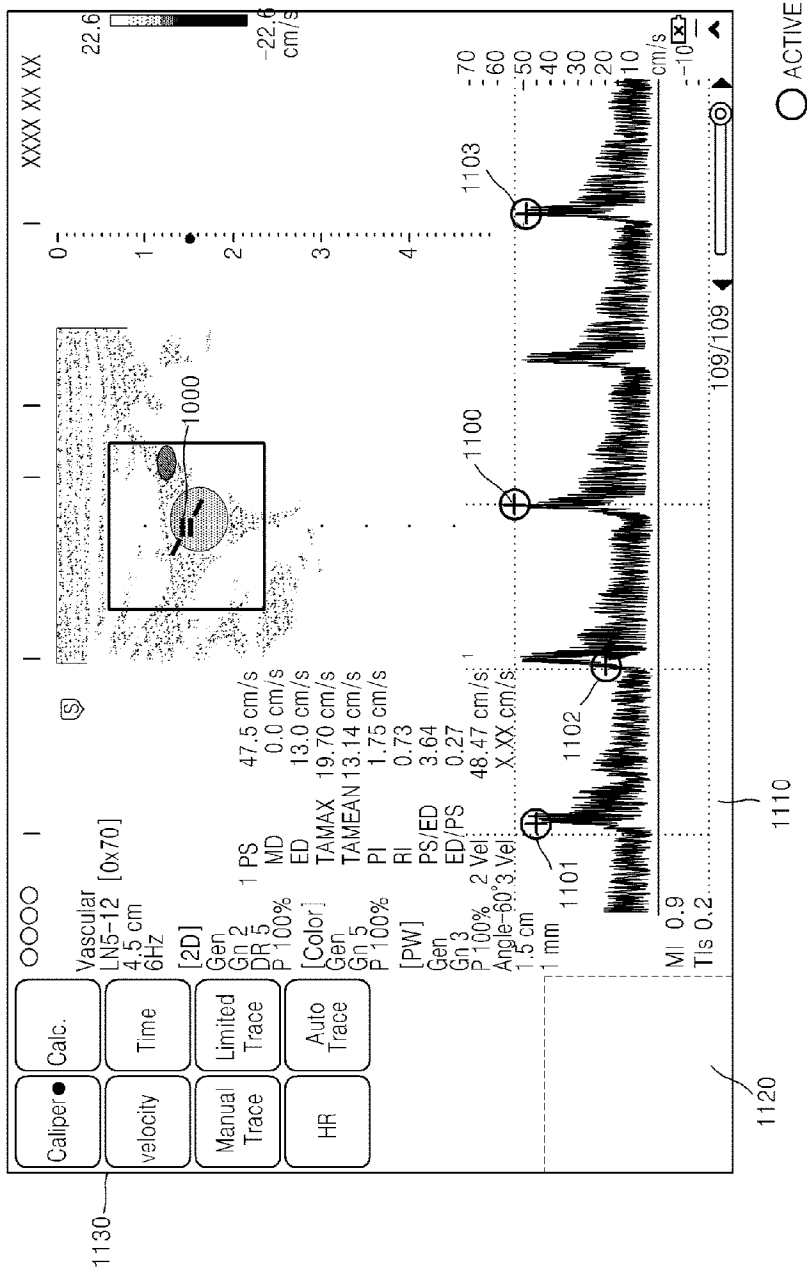 OOOO
XXXX XX XX
Caliper
Calc.
velocity
Time
Manual
Trace
Limited
Trace
HR
Auto
Trace
1130
1120
Vascular
LN5-12 [0x70]
4.5 cm
6Hz
[2D]
Gen
Gn 2
DR 5
P 100%
[Color]
Gen
Gn 5
P 100%
[PW]
Gen
Gn 3
P 100%
Angle-60°
1.5 cm
1 mm
1 PS 47.5 cm/s
MD 0.0 cm/s
ED 13.0 cm/s
TAMAX 19.70 cm/s
TAMEAN 13.14 cm/s
PI 1.75 cm/s
RI 0.73
PS/ED 3.64
ED/PS 0.27
2 Vel 48.47 cm/s
3 Vel X.XX cm/s
S
1000
0
1
2
3
4
22.6
-22.6
cm/s
1
1101
1102
1100
1103
-70
-60
-50
-40
-30
-20
-10
cm/s
-10
MI 0.9
TIs 0.2
109/109
1110
ACTIVE